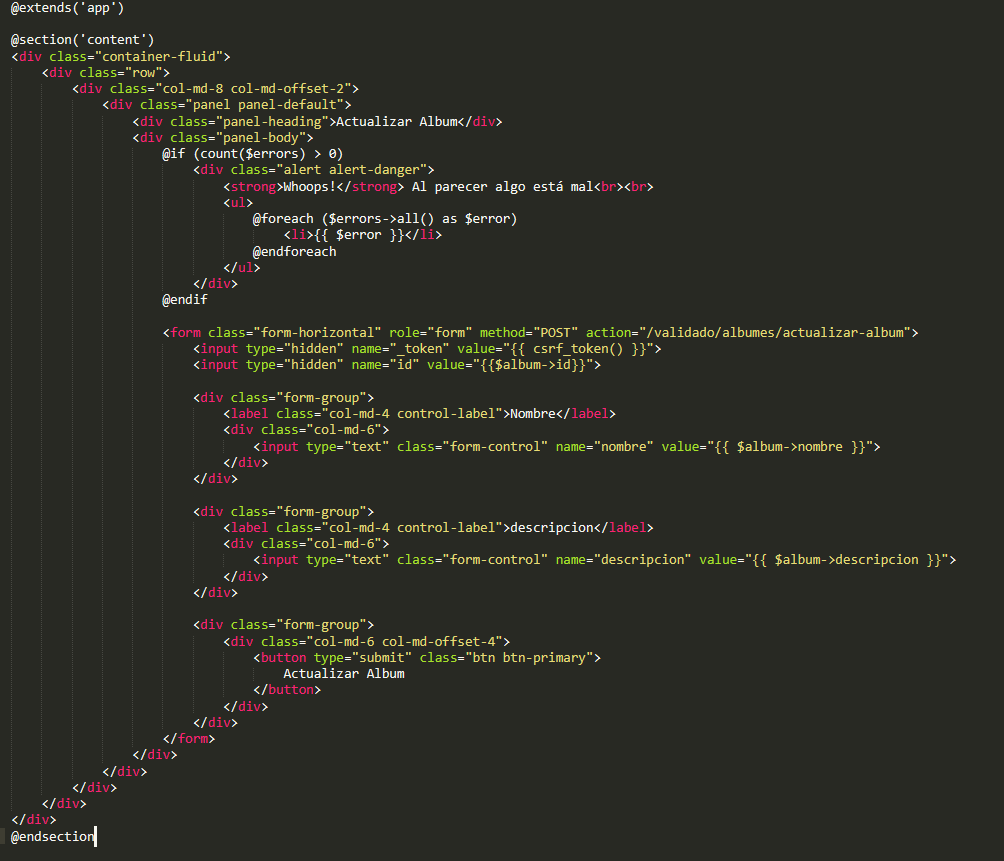 @extends('app')

@section('content')
<div class="container-fluid">
    <div class="row">
        <div class="col-md-8 col-md-offset-2">
            <div class="panel panel-default">
                <div class="panel-heading">Actualizar Album</div>
                <div class="panel-body">
                    @if (count($errors) > 0)
                        <div class="alert alert-danger">
                            <strong>Whoops!</strong> Al parecer algo está mal<br><br>
                            <ul>
                                @foreach ($errors->all() as $error)
                                    <li>{{ $error }}</li>
                                @endforeach
                            </ul>
                        </div>
                    @endif

                    <form class="form-horizontal" role="form" method="POST" action="/validado/albumes/actualizar-album">
                        <input type="hidden" name="_token" value="{{ csrf_token() }}">
                        <input type="hidden" name="id" value="{{$album->id}}">

                        <div class="form-group">
                            <label class="col-md-4 control-label">Nombre</label>
                            <div class="col-md-6">
                                <input type="text" class="form-control" name="nombre" value="{{ $album->nombre }}">
                            </div>
                        </div>

                        <div class="form-group">
                            <label class="col-md-4 control-label">descripcion</label>
                            <div class="col-md-6">
                                <input type="text" class="form-control" name="descripcion" value="{{ $album->descripcion }}">
                            </div>
                        </div>

                        <div class="form-group">
                            <div class="col-md-6 col-md-offset-4">
                                <button type="submit" class="btn btn-primary">
                                    Actualizar Album
                                </button>
                            </div>
                        </div>
                    </form>
                </div>
            </div>
        </div>
    </div>
</div>
@endsection